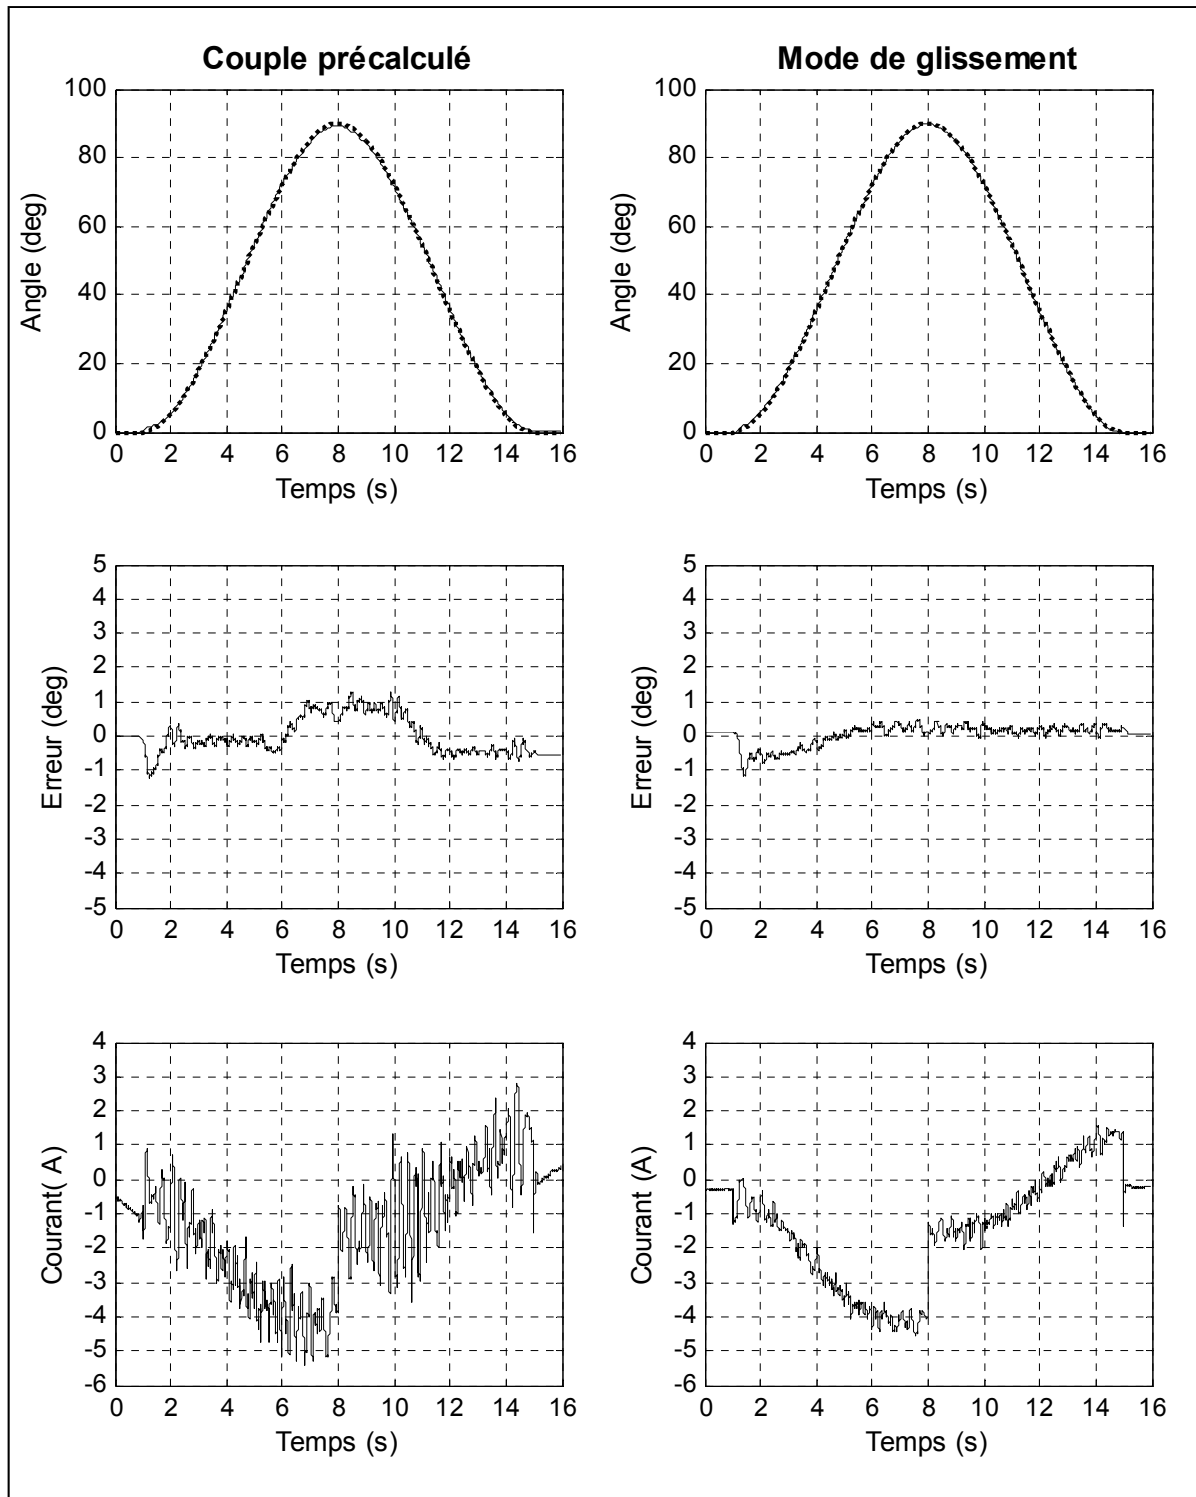 Couple précalculé
Mode de glissement
100
80
60
40
20
0
Angle (deg)
0 2 4 6 8 10 12 14 16
Temps (s)
100
80
60
40
20
0
Angle (deg)
0 2 4 6 8 10 12 14 16
Temps (s)
5
4
3
2
1
0
-1
-2
-3
-4
-5
Erreur (deg)
0 2 4 6 8 10 12 14 16
Temps (s)
5
4
3
2
1
0
-1
-2
-3
-4
-5
Erreur (deg)
0 2 4 6 8 10 12 14 16
Temps (s)
4
3
2
1
0
-1
-2
-3
-4
-5
-6
Courant( A)
0 2 4 6 8 10 12 14 16
Temps (s)
4
3
2
1
0
-1
-2
-3
-4
-5
-6
Courant (A)
0 2 4 6 8 10 12 14 16
Temps (s)